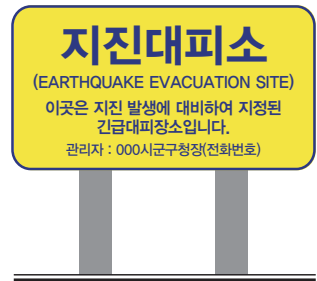 지진대피소
(EARTHQUAKE EVACUATION SITE)
이곳은 지진 발생에 대비하여 지정된
긴급대피장소입니다.
관리자 : 000시군구청장(전화번호)